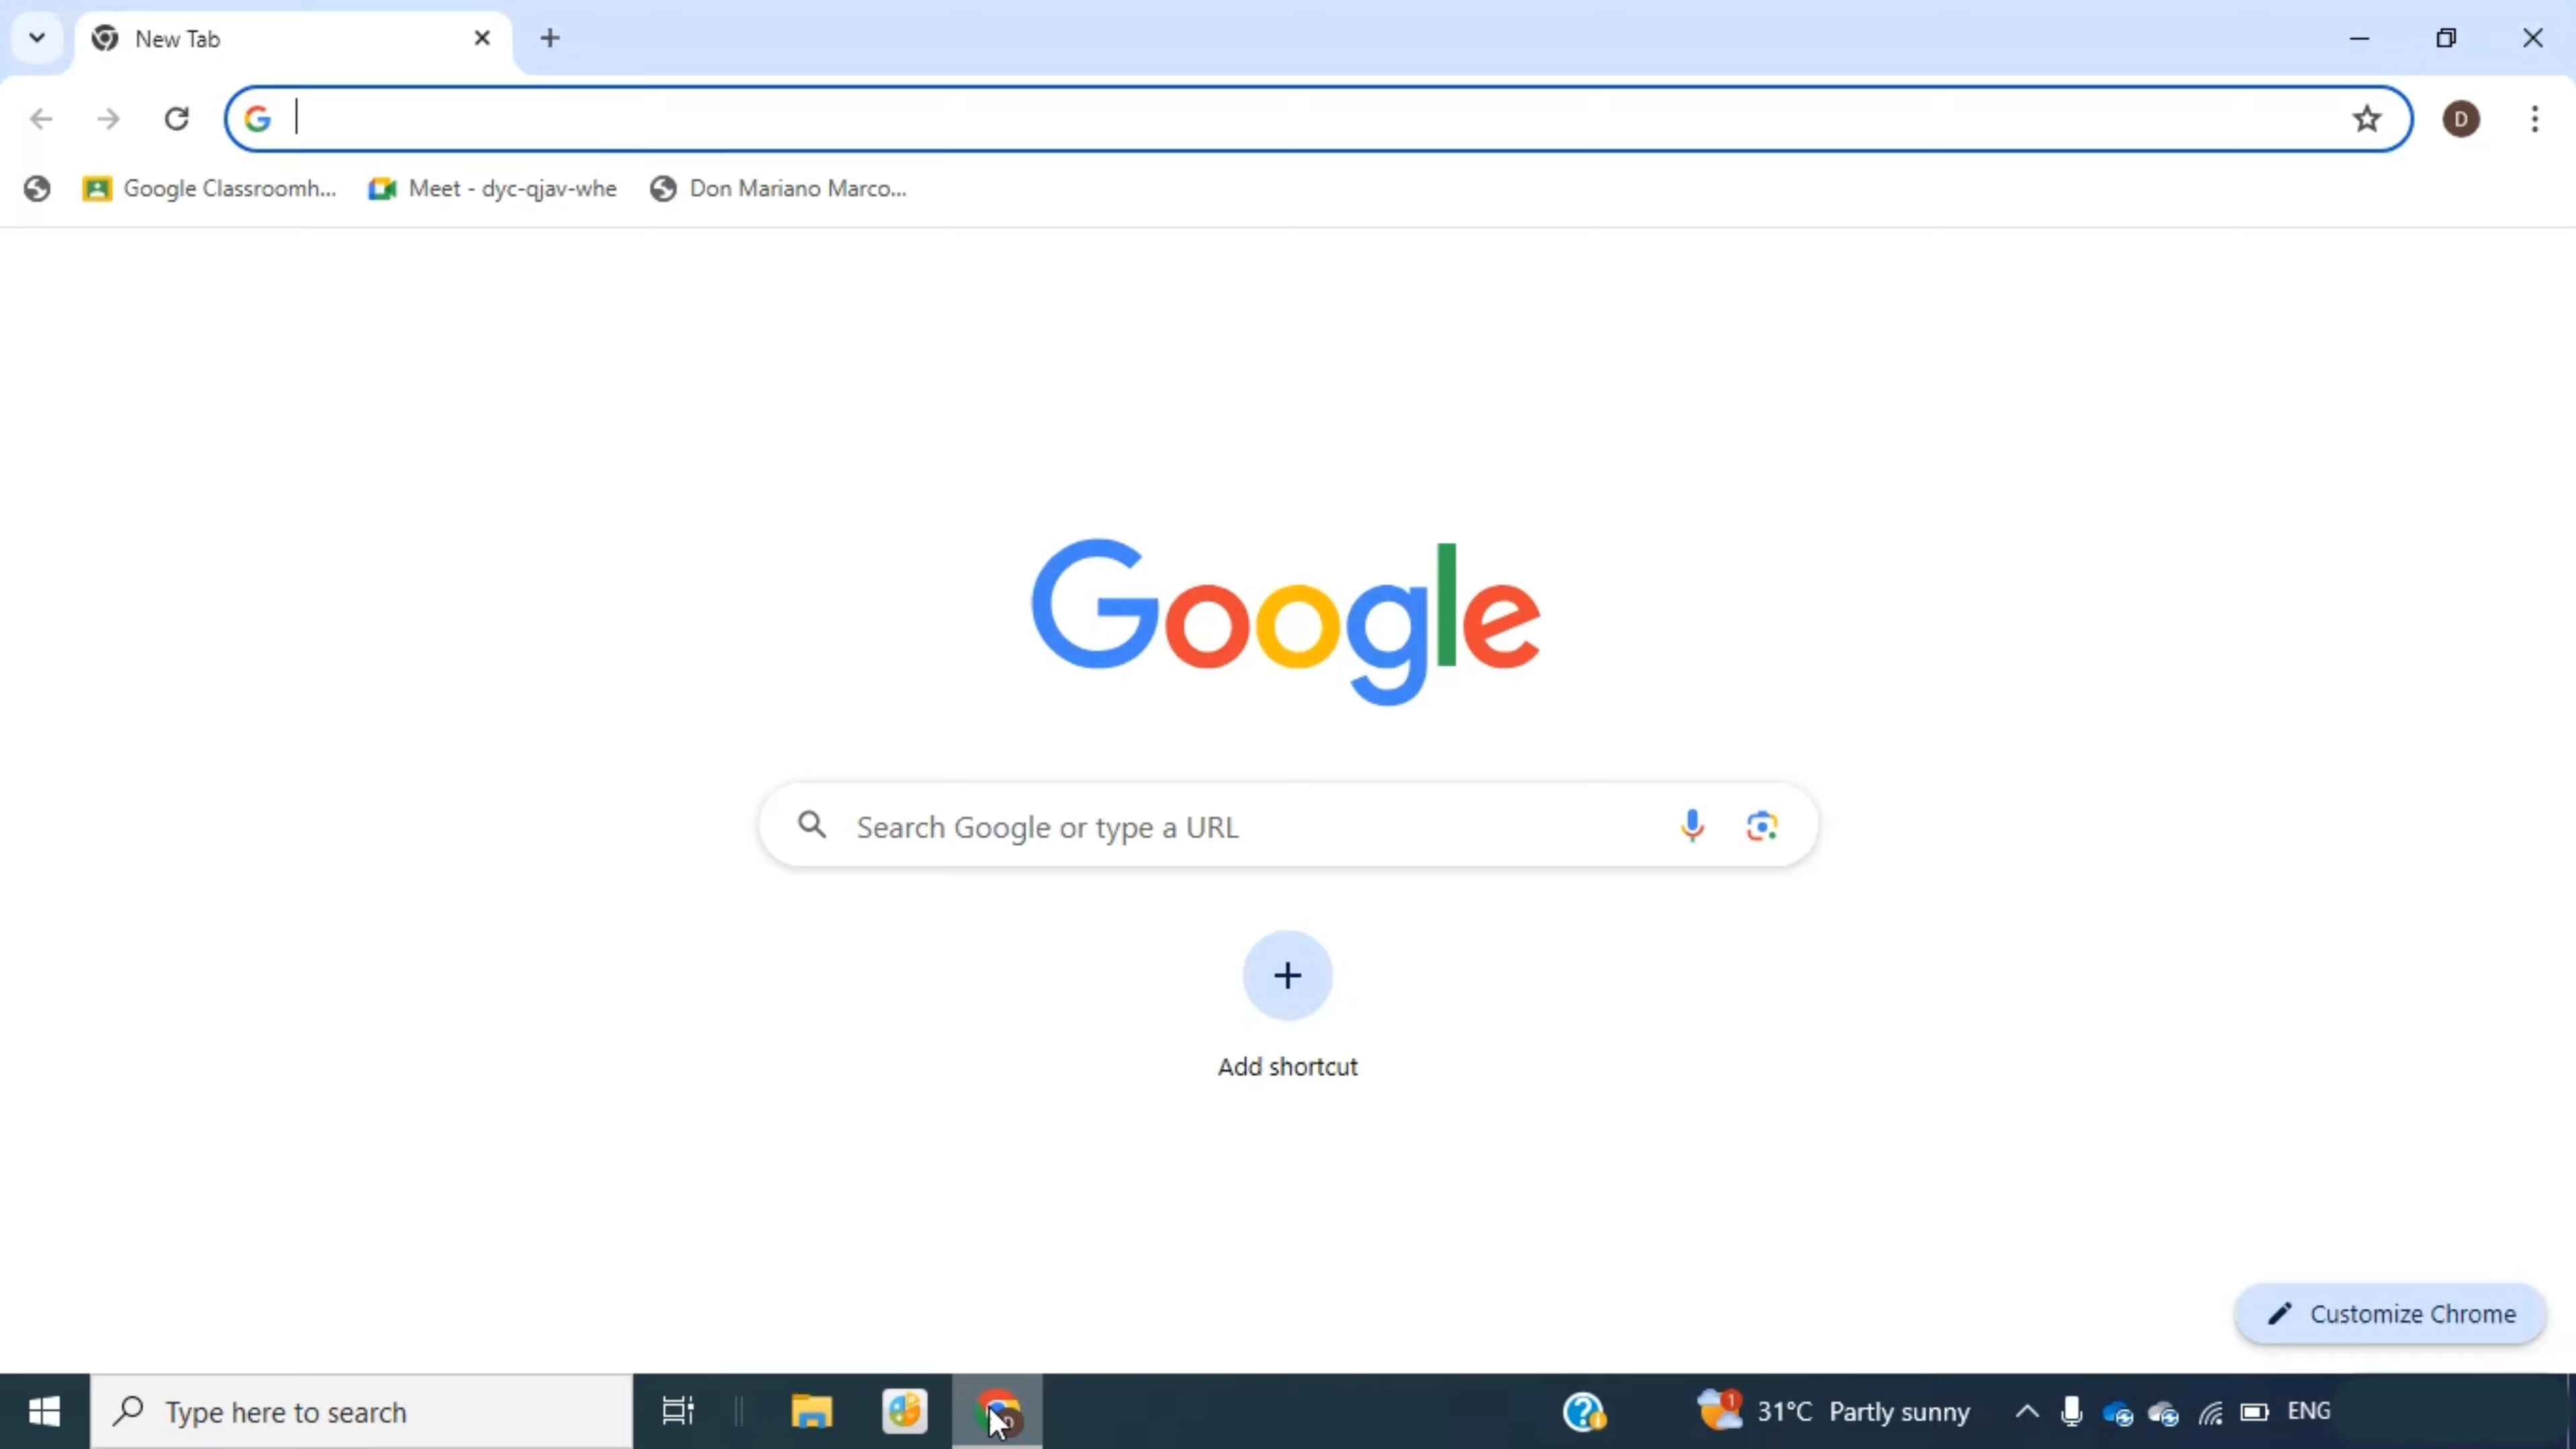 New Tab
Google Classroomh...
Meet - dyc-qjav-whe
Don Mariano Marco...
D
Google
Search Google or type a URL
Add shortcut
Customize Chrome
Type here to search
1
31°C Partly sunny
ENG